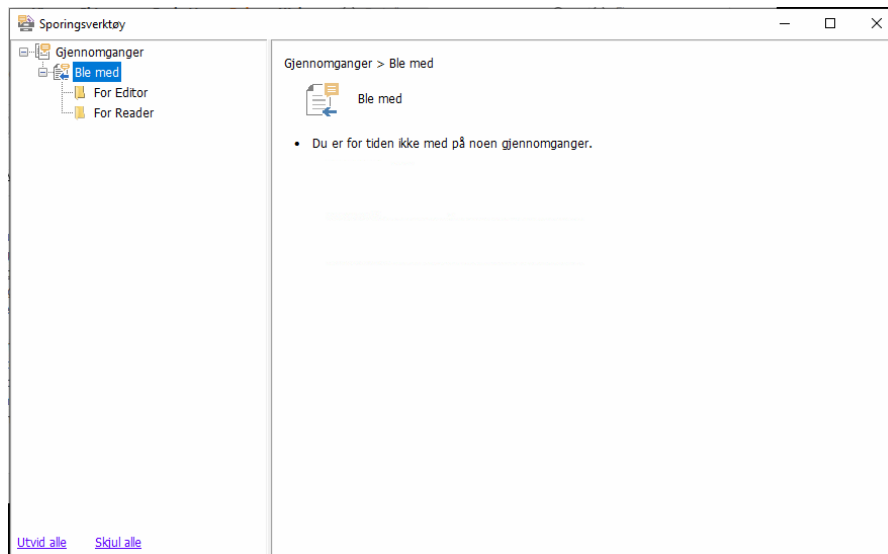 Sporingsverktøy
Gjennomganger
Ble med
For Editor
For Reader
Utvid alle
Skjul alle
Gjennomganger > Ble med
Ble med
• Du er for tiden ikke med på noen gjennomganger.